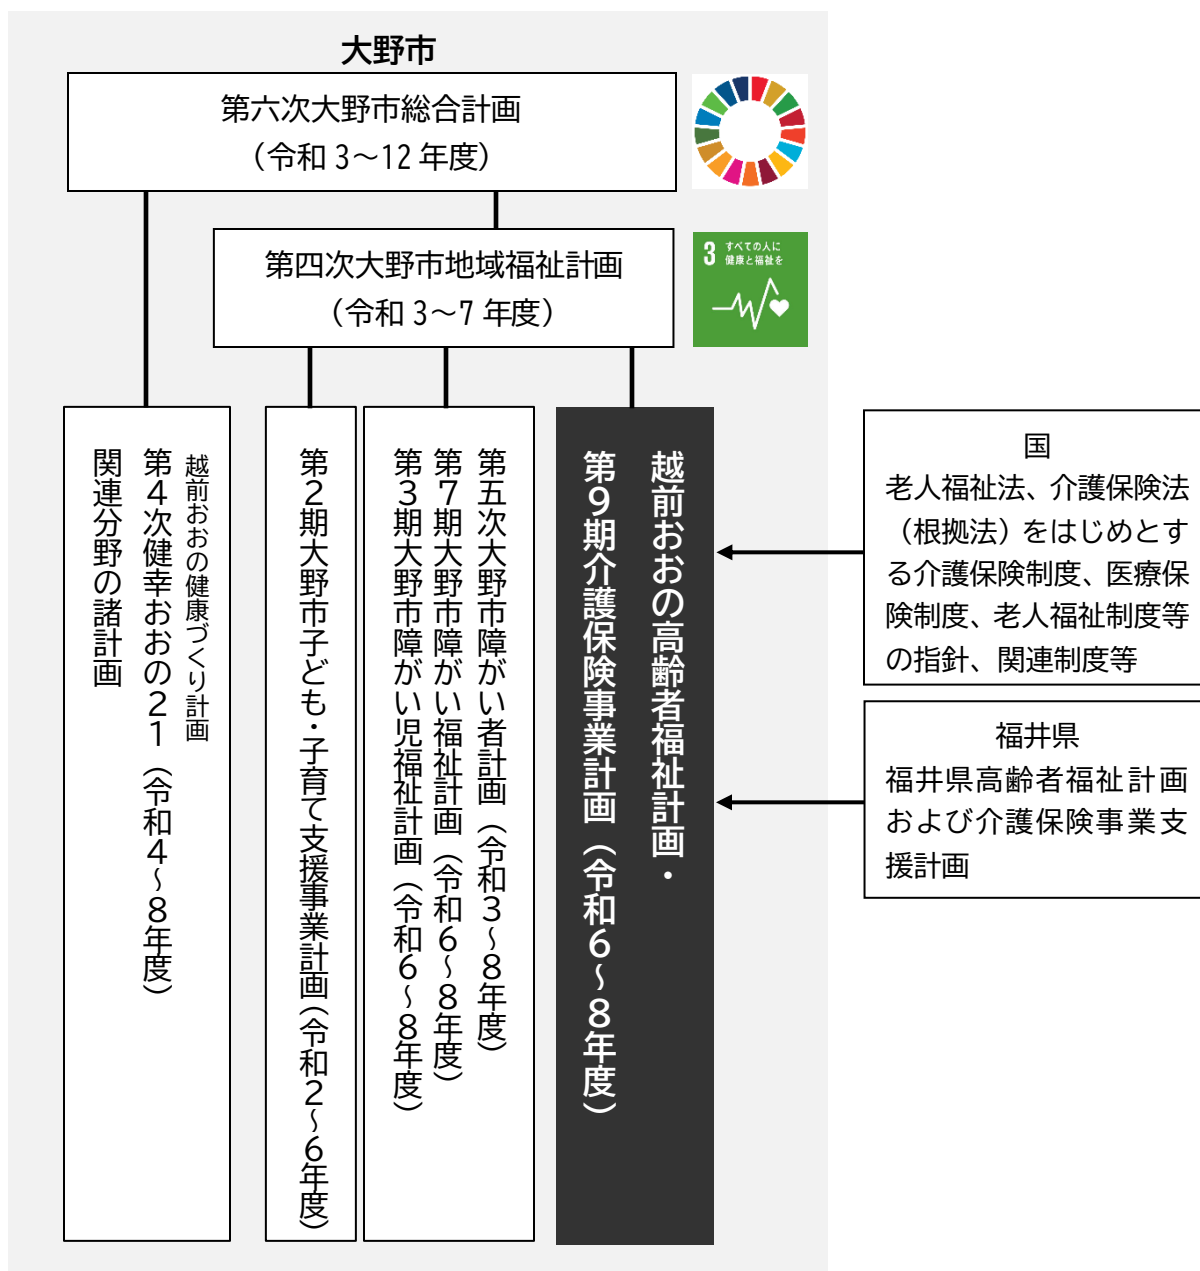 大野市
第六次大野市総合計画
（令和 3～12 年度）
3 すべての人に
健康と福祉を
第四次大野市地域福祉計画
（令和 3～7 年度）
越前おおの健康づくり計画
第４次健幸おおの２１（令和４～８年度）
関連分野の諸計画
第２期大野市子ども・子育て支援事業計画（令和２～６年度）
第五次大野市障がい者計画（令和３～８年度）
第７期大野市障がい福祉計画（令和６～８年度）
第３期大野市障がい児福祉計画（令和６～８年度）
越前おおの高齢者福祉計画・
第９期介護保険事業計画（令和６～８年度）
国
老人福祉法、介護保険法
（根拠法）をはじめとす
る介護保険制度、医療保
険制度、老人福祉制度等
の指針、関連制度等
福井県
福井県高齢者福祉計画
および介護保険事業支
援計画